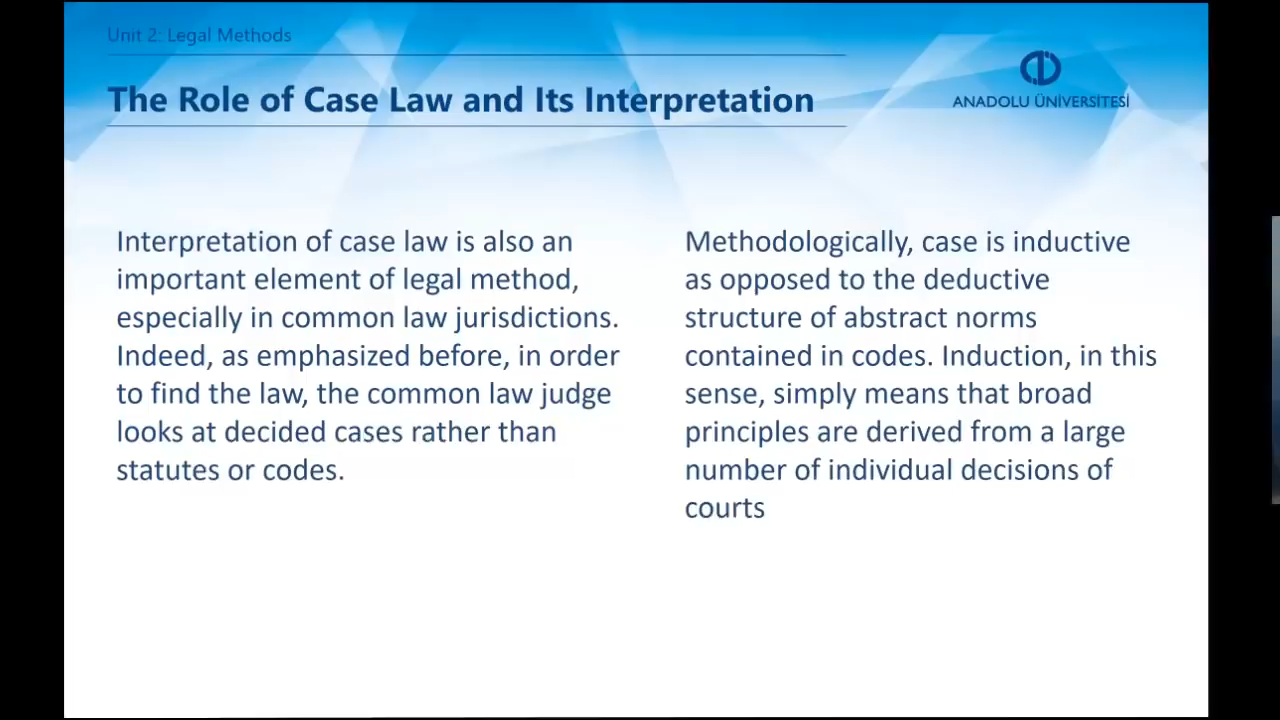 Unit 2: Legal Methods
The Role of Case Law and Its Interpretation
ANADOLU ÜNİVERSİTESİ
Interpretation of case law is also an
important element of legal method,
especially in common law jurisdictions.
Indeed, as emphasized before, in order
to find the law, the common law judge
looks at decided cases rather than
statutes or codes.
Methodologically, case is inductive
as opposed to the deductive
structure of abstract norms
contained in codes. Induction, in this
sense, simply means that broad
principles are derived from a large
number of individual decisions of
courts